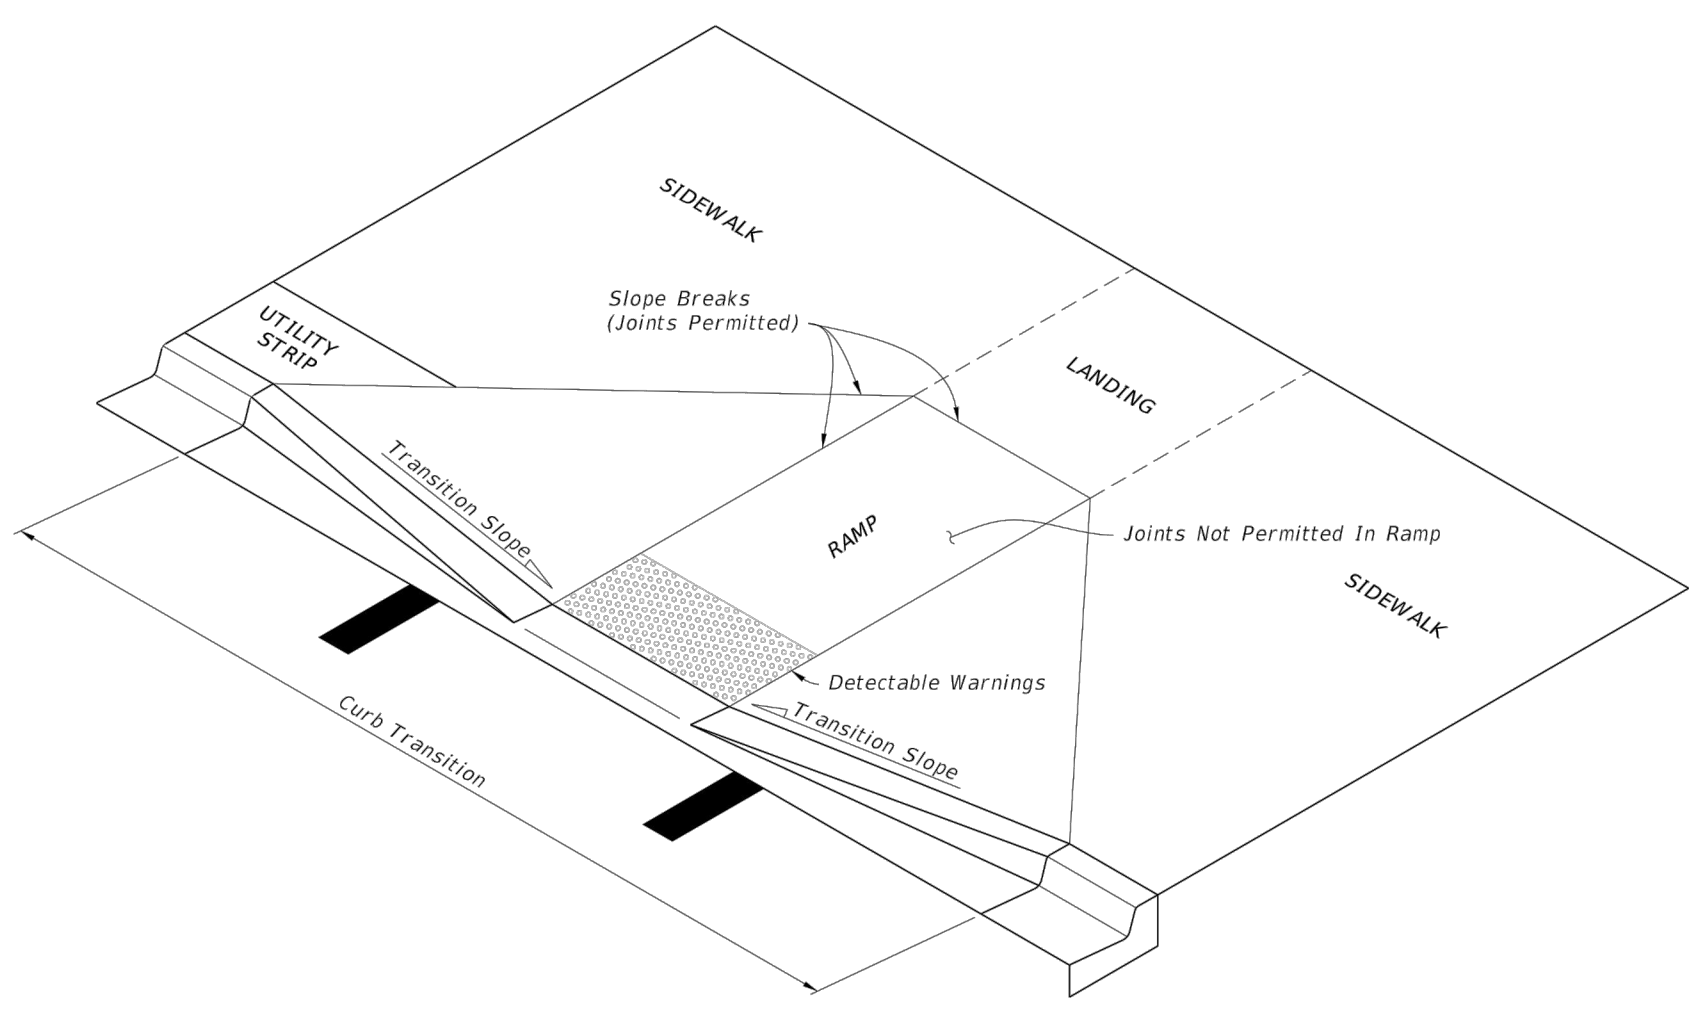 SIDEWALK
Slope Breaks
(Joints Permitted)
UTILITY
STRIP
LANDING
Transition Slope
RAMP
Joints Not Permitted In Ramp
SIDEWALK
Detectable Warnings
Transition Slope
Curb Transition